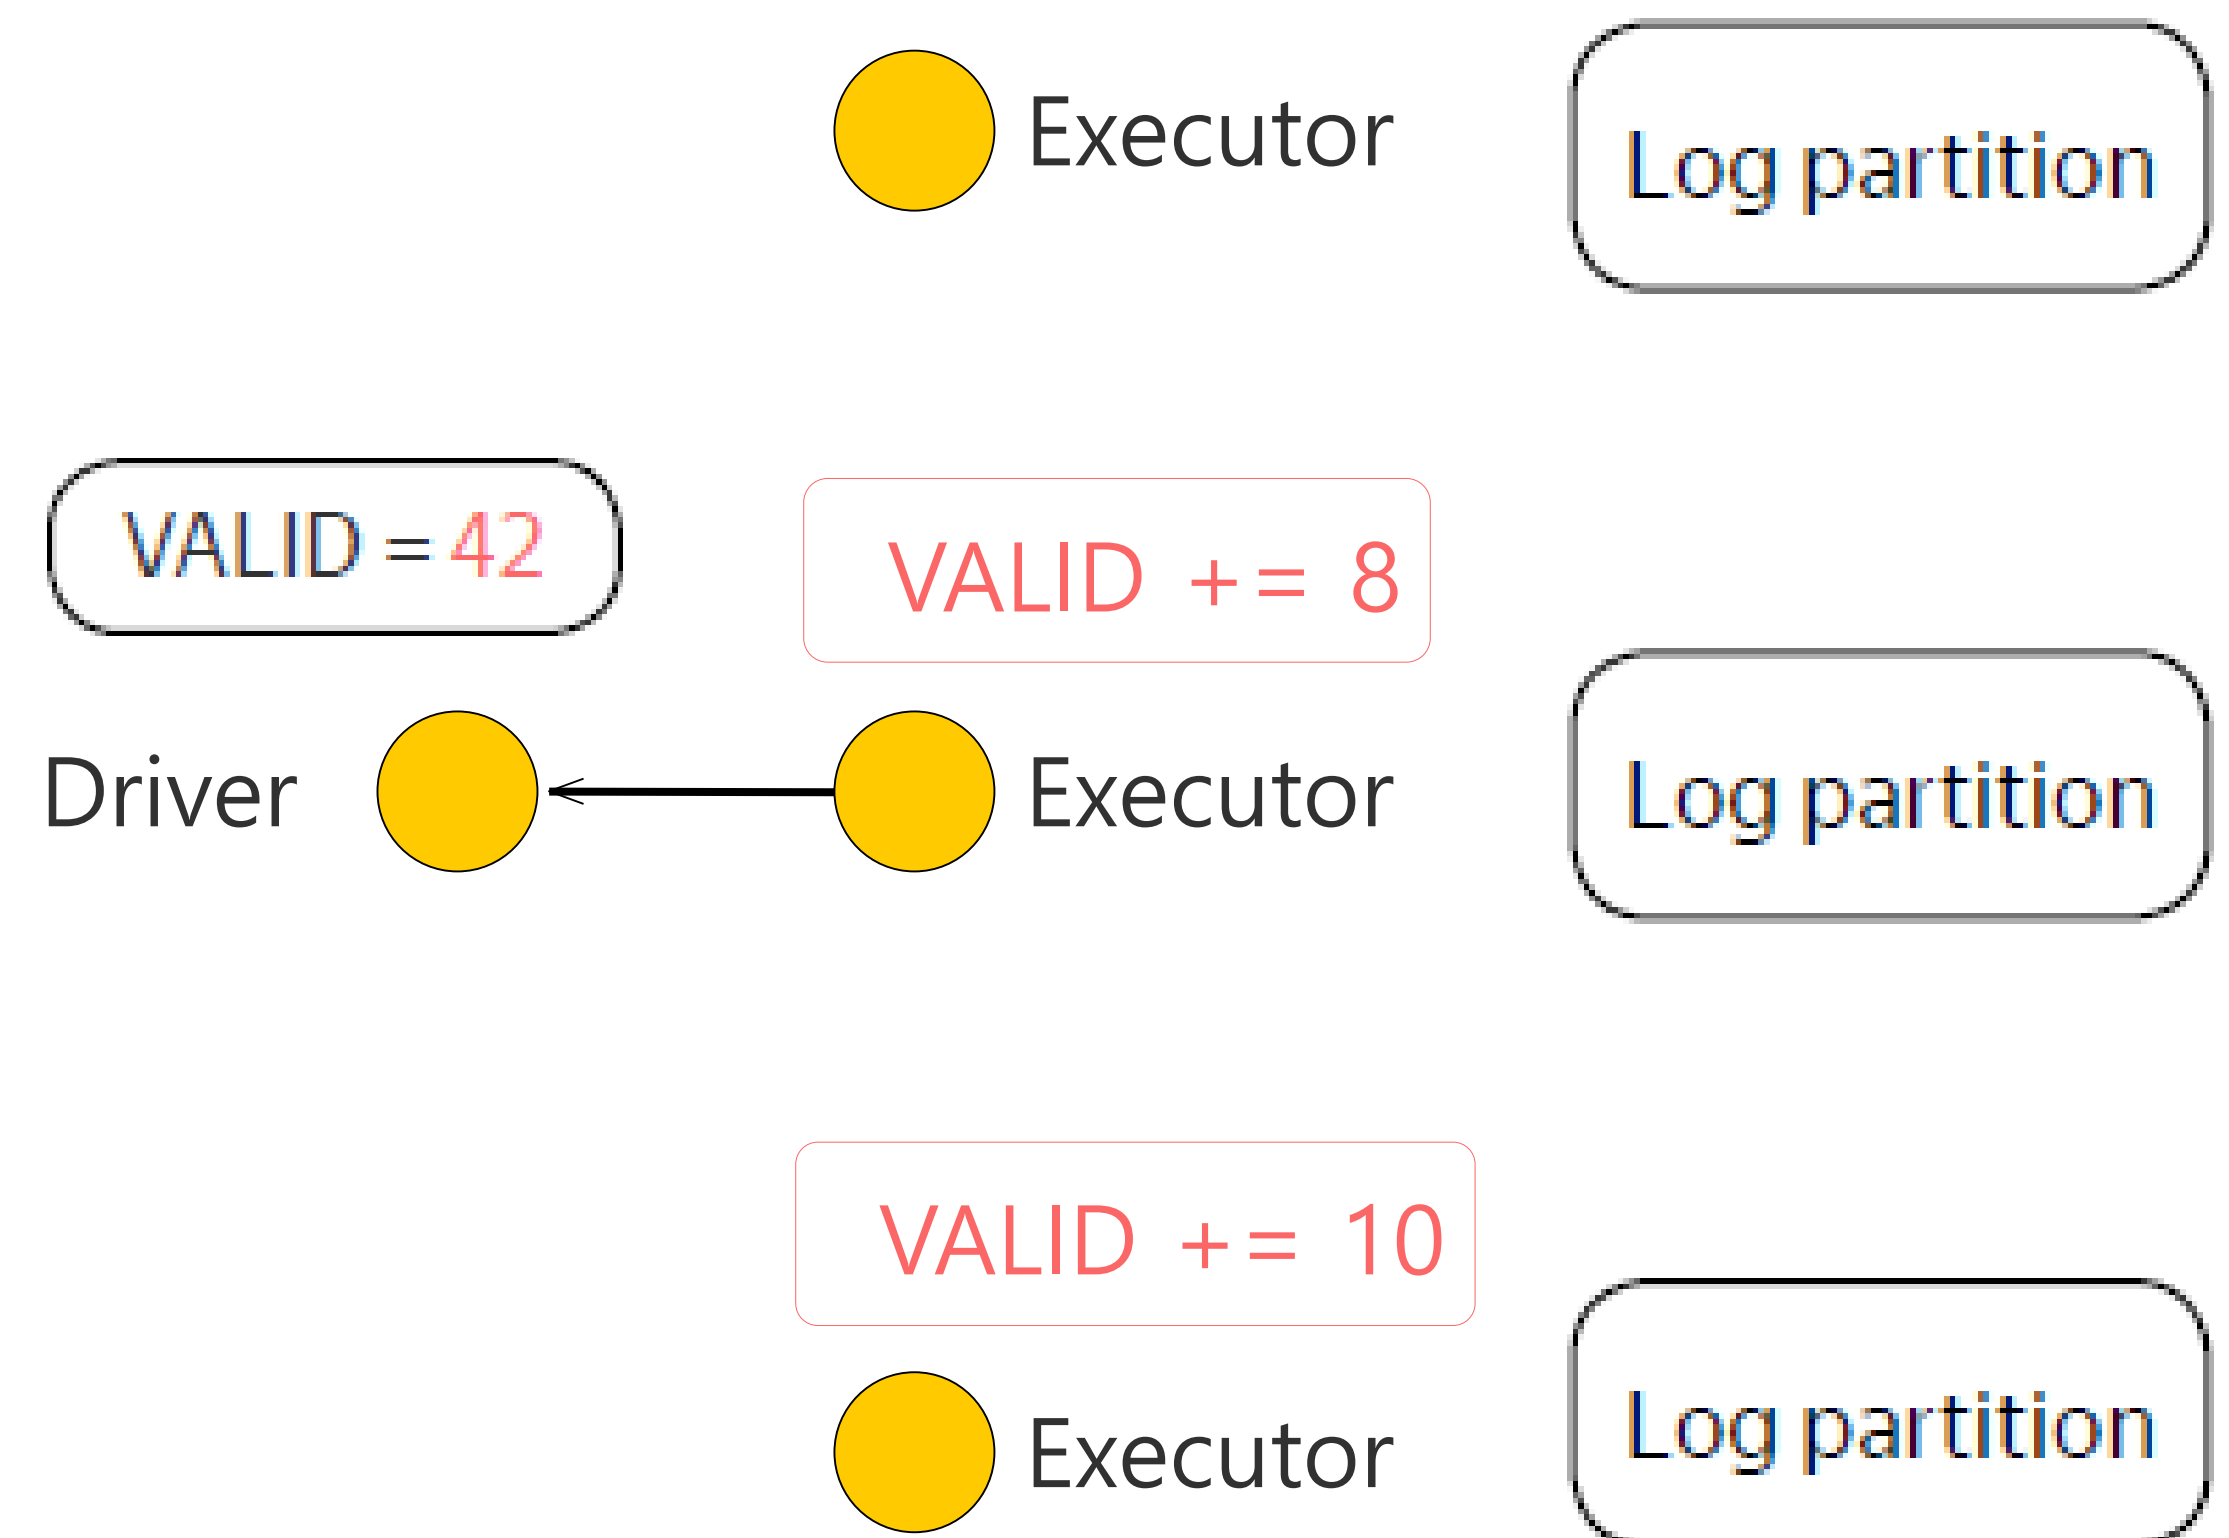 Executor
Log partition
VALID = 42
VALID += 8
Driver
Executor
Log partition
VALID += 10
Executor
Log partition